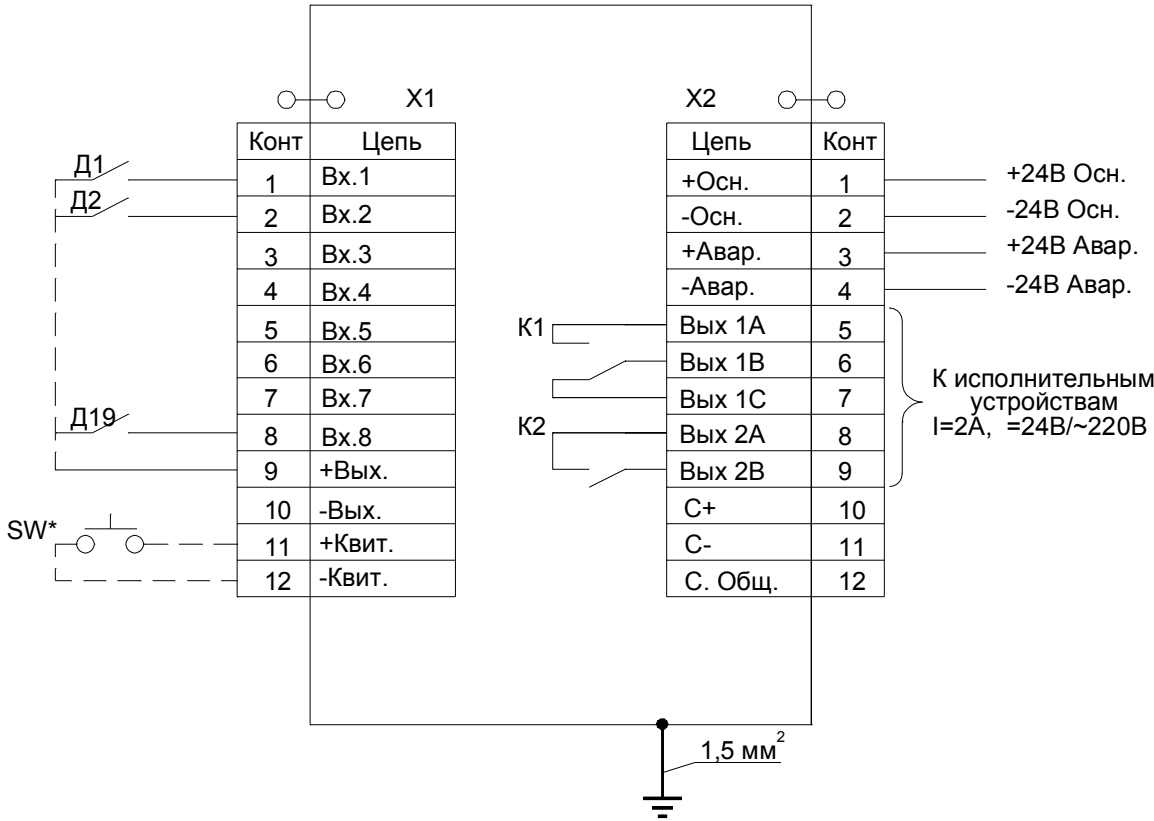 X1
Конт Цепь
1 Вх.1
2 Вх.2
3 Вх.3
4 Вх.4
5 Вх.5
6 Вх.6
7 Вх.7
8 Вх.8
9 +Вых.
10 -Вых.
11 +Квит.
12 -Квит.
Д1
Д2
Д19
SW*
X2
Цепь Конт
+Осн. 1
-Осн. 2
+Авар. 3
-Авар. 4
Вых 1А 5
Вых 1В 6
Вых 1С 7
Вых 2А 8
Вых 2В 9
С+ 10
С- 11
С. Общ. 12
К1
К2
+24В Осн.
-24В Осн.
+24В Авар.
-24В Авар.
К исполнительным
устройствам
I=2А, =24В/~220В
1,5 мм²